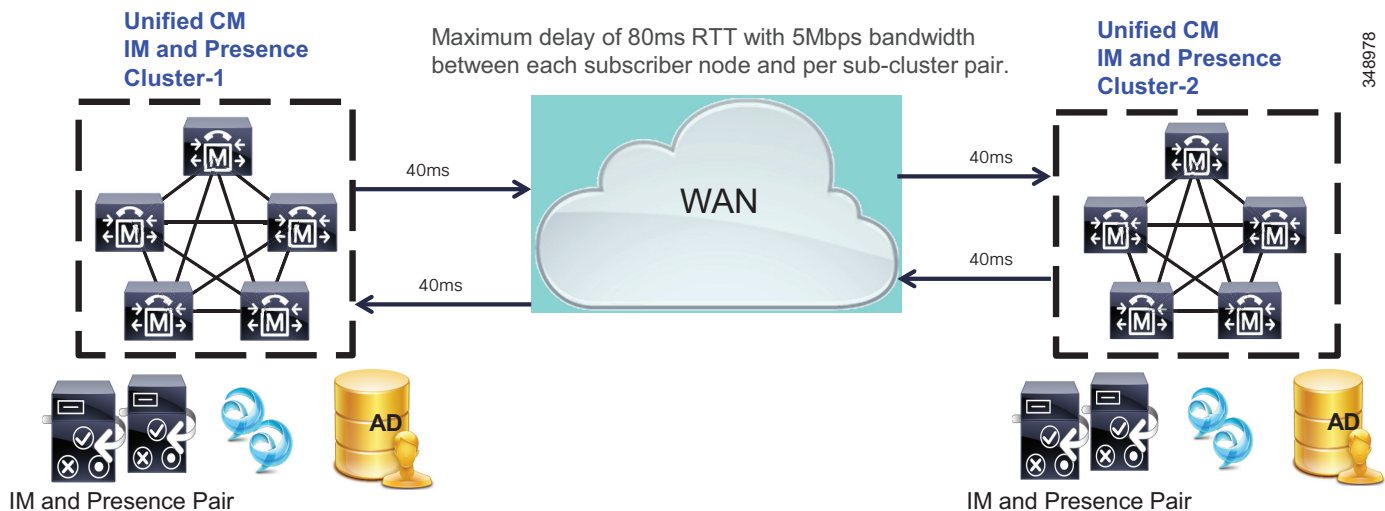 Unified CM
IM and Presence
Cluster-1
Maximum delay of 80ms RTT with 5Mbps bandwidth
between each subscriber node and per sub-cluster pair.
Unified CM
IM and Presence
Cluster-2
348978
M
M
M
M
M
40ms
40ms
WAN
40ms
40ms
M
M
M
M
M
AD
IM and Presence Pair
AD
IM and Presence Pair